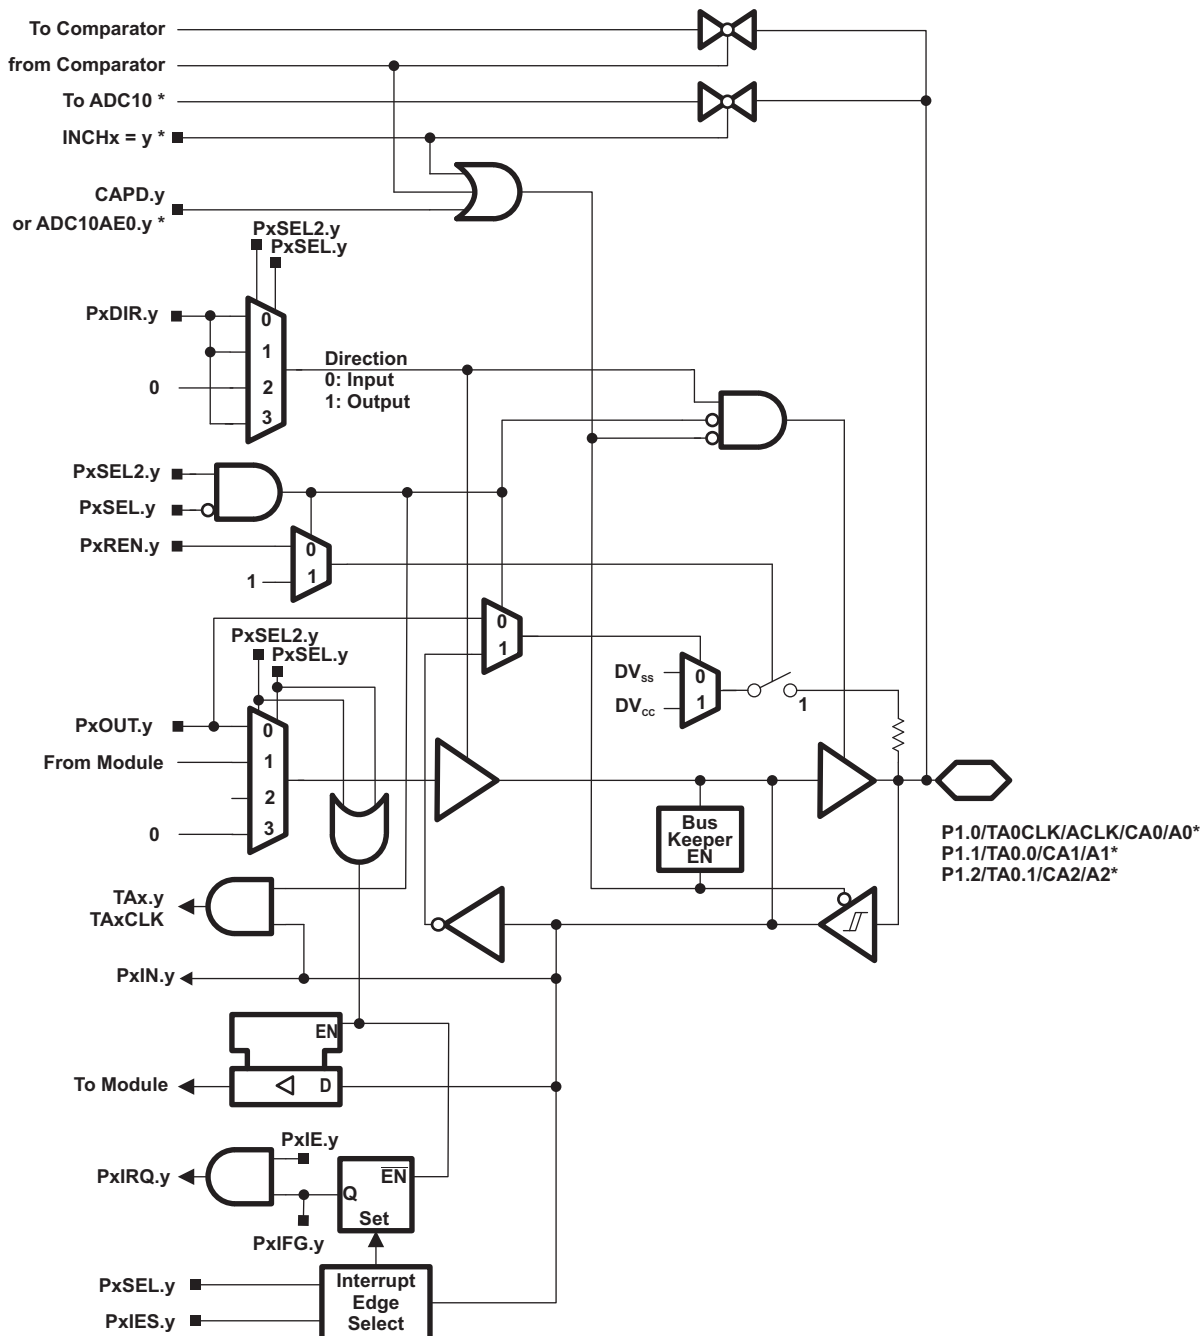 To Comparator
from Comparator
To ADC10 *
INCHx = y *
CAPD.y
or ADC10AE0.y *
PxSEL2.y
PxSEL.y
PxDIR.y
0
1
0
2
3
Direction
0: Input
1: Output
PxSEL2.y
PxSEL.y
PxREN.y
0
1
1
0
1
PxSEL2.y
PxSEL.y
DVSS
0
DVCC
1
1
PxOUT.y
0
From Module
1
2
0
3
Bus
Keeper
EN
P1.0/TA0CLK/ACLK/CA0/A0*
P1.1/TA0.0/CA1/A1*
P1.2/TA0.1/CA2/A2*
TAx.y
TAxCLK
PxIN.y
EN
To Module
D
PxIE.y
PxIRQ.y
EN
Q
Set
PxIFG.y
PxSEL.y
PxIES.y
Interrupt
Edge
Select